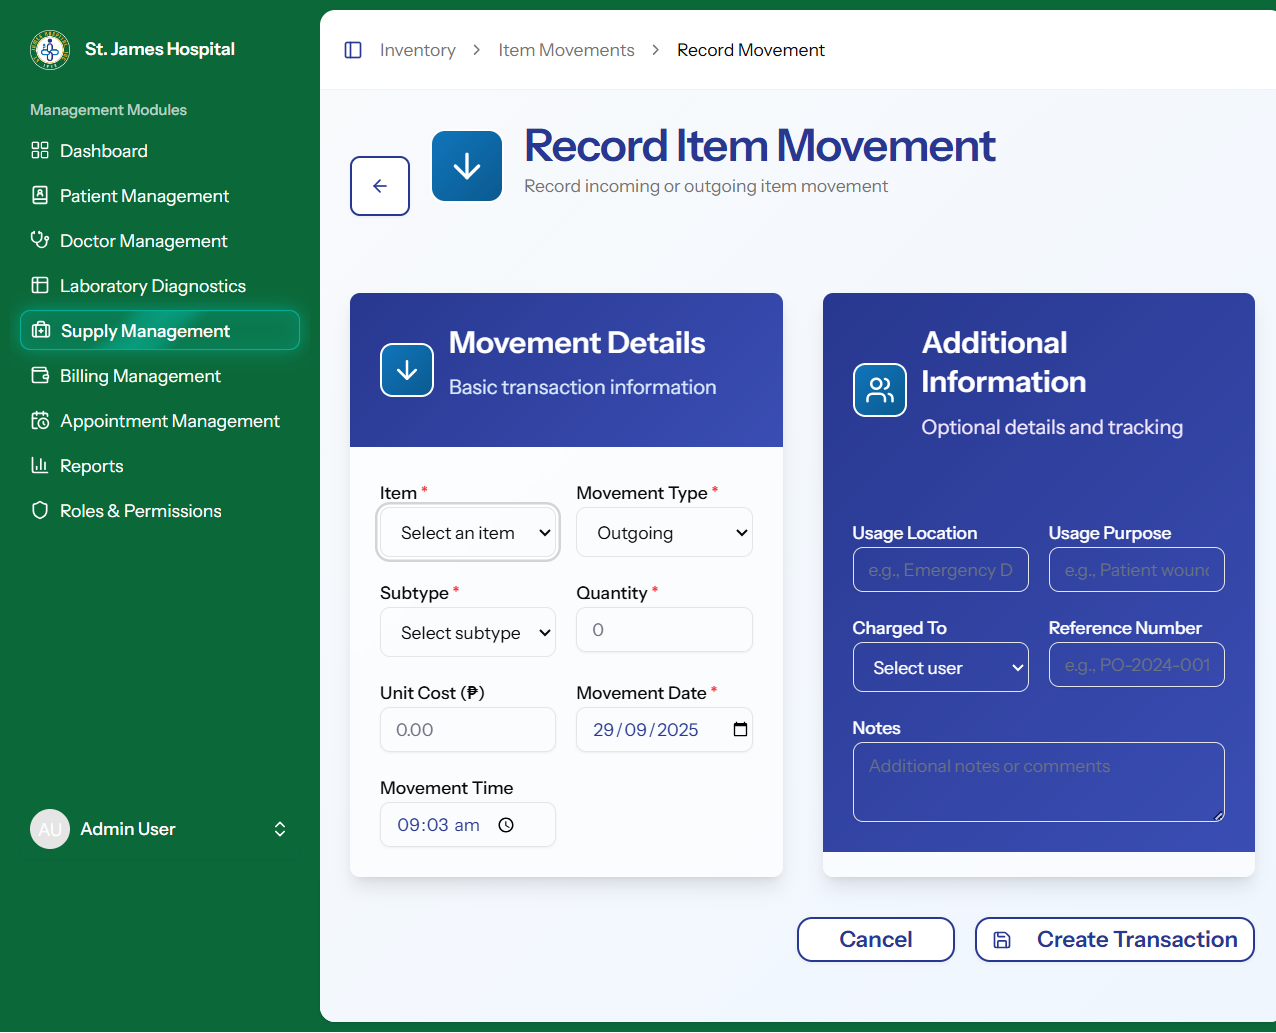 St. James Hospital
Management Modules
Dashboard
Patient Management
Doctor Management
Laboratory Diagnostics
Supply Management
Billing Management
Appointment Management
Reports
Roles & Permissions
AU
Admin User
Inventory > Item Movements > Record Movement
Record Item Movement
Record incoming or outgoing item movement
Movement Details
Basic transaction information
Item *
Movement Type *
Select an item
Outgoing
Subtype *
Quantity *
Select subtype
0
Unit Cost (₱)
Movement Date *
0.00
29/09/2025
Movement Time
09:03 am
Additional
Information
Optional details and tracking
Usage Location
Usage Purpose
e.g., Emergency D
e.g., Patient wound
Charged To
Reference Number
Select user
e.g., PO-2024-001
Notes
Additional notes or comments
Cancel
Create Transaction